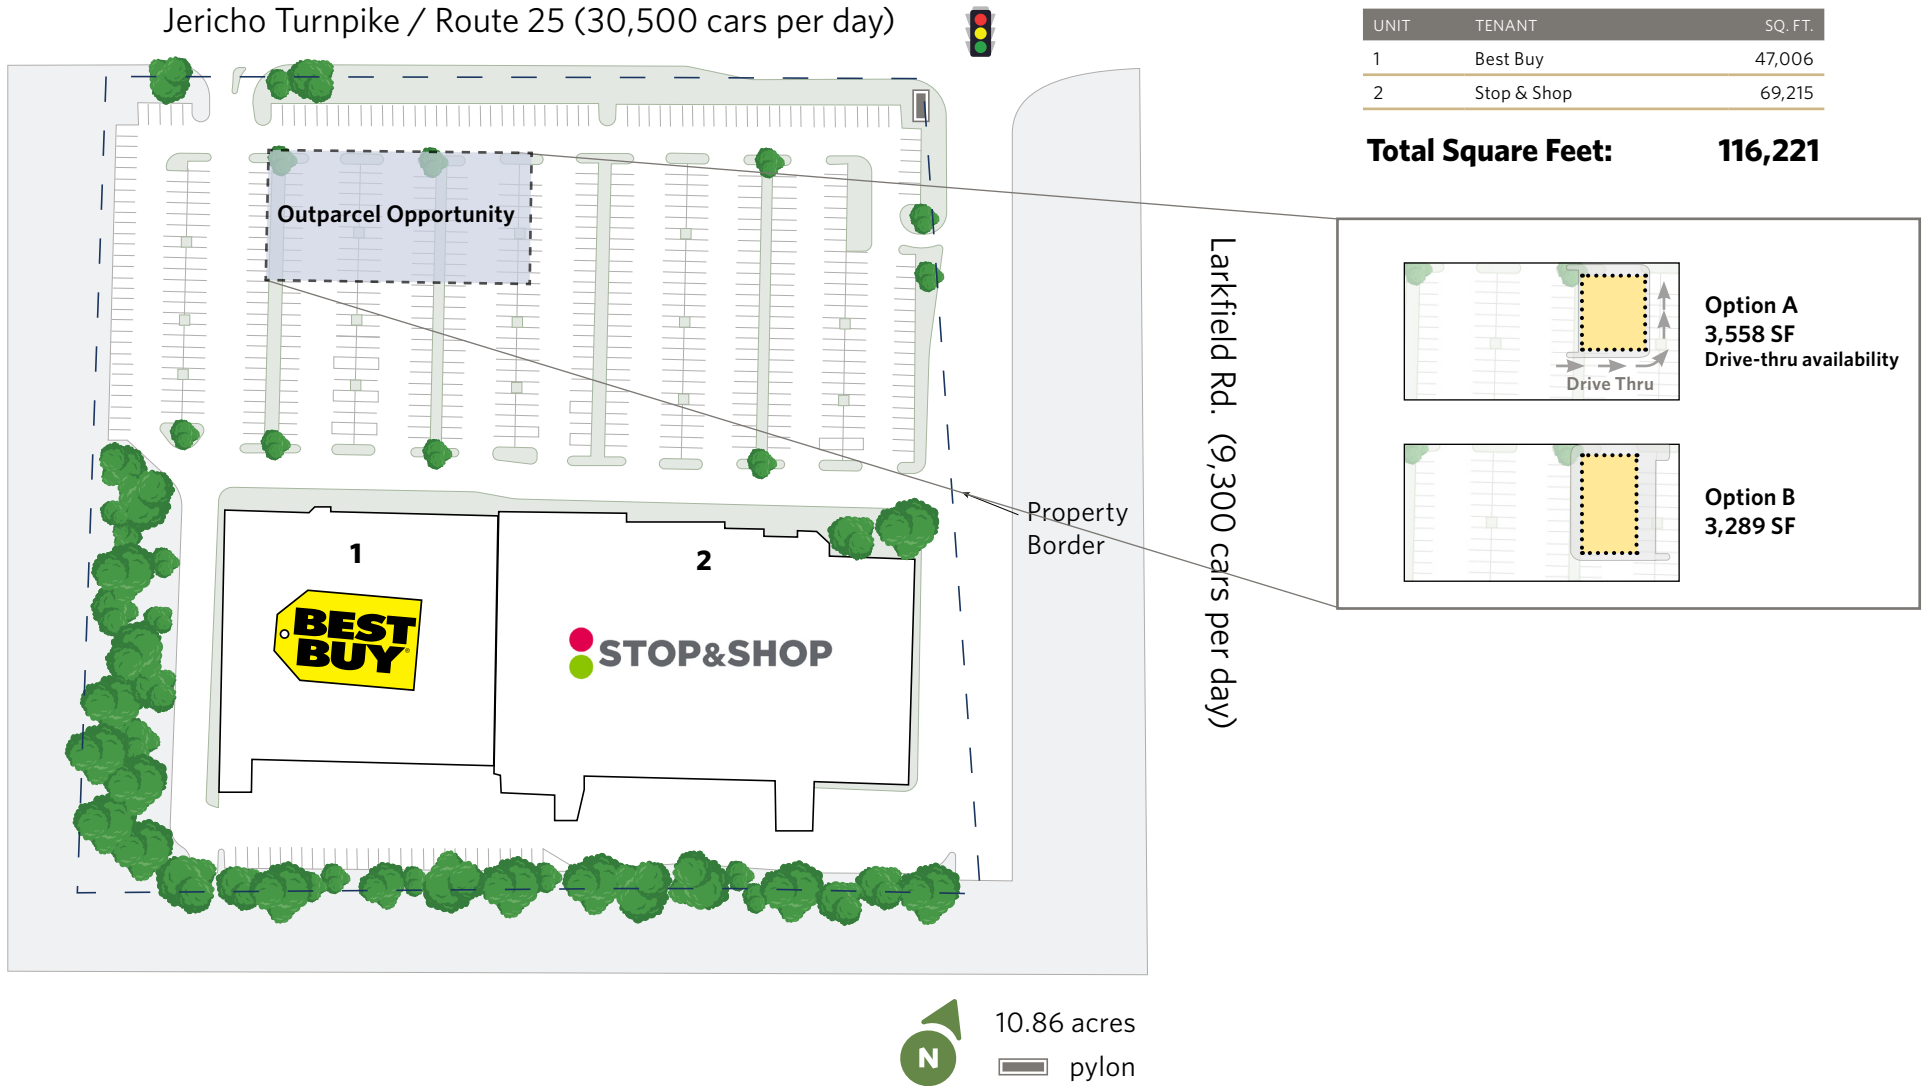 Jericho Turnpike / Route 25 (30,500 cars per day)
UNIT TENANT SQ. FT.
1 Best Buy 47,006
2 Stop & Shop 69,215
Total Square Feet: 116,221
Outparcel Opportunity
Larkfield Rd. (9,300 cars per day)
Option A
3,558 SF
Drive-thru availability
Drive Thru
Option B
3,289 SF
Property
Border
1
BEST
BUY
2
STOP&SHOP
N
10.86 acres
pylon